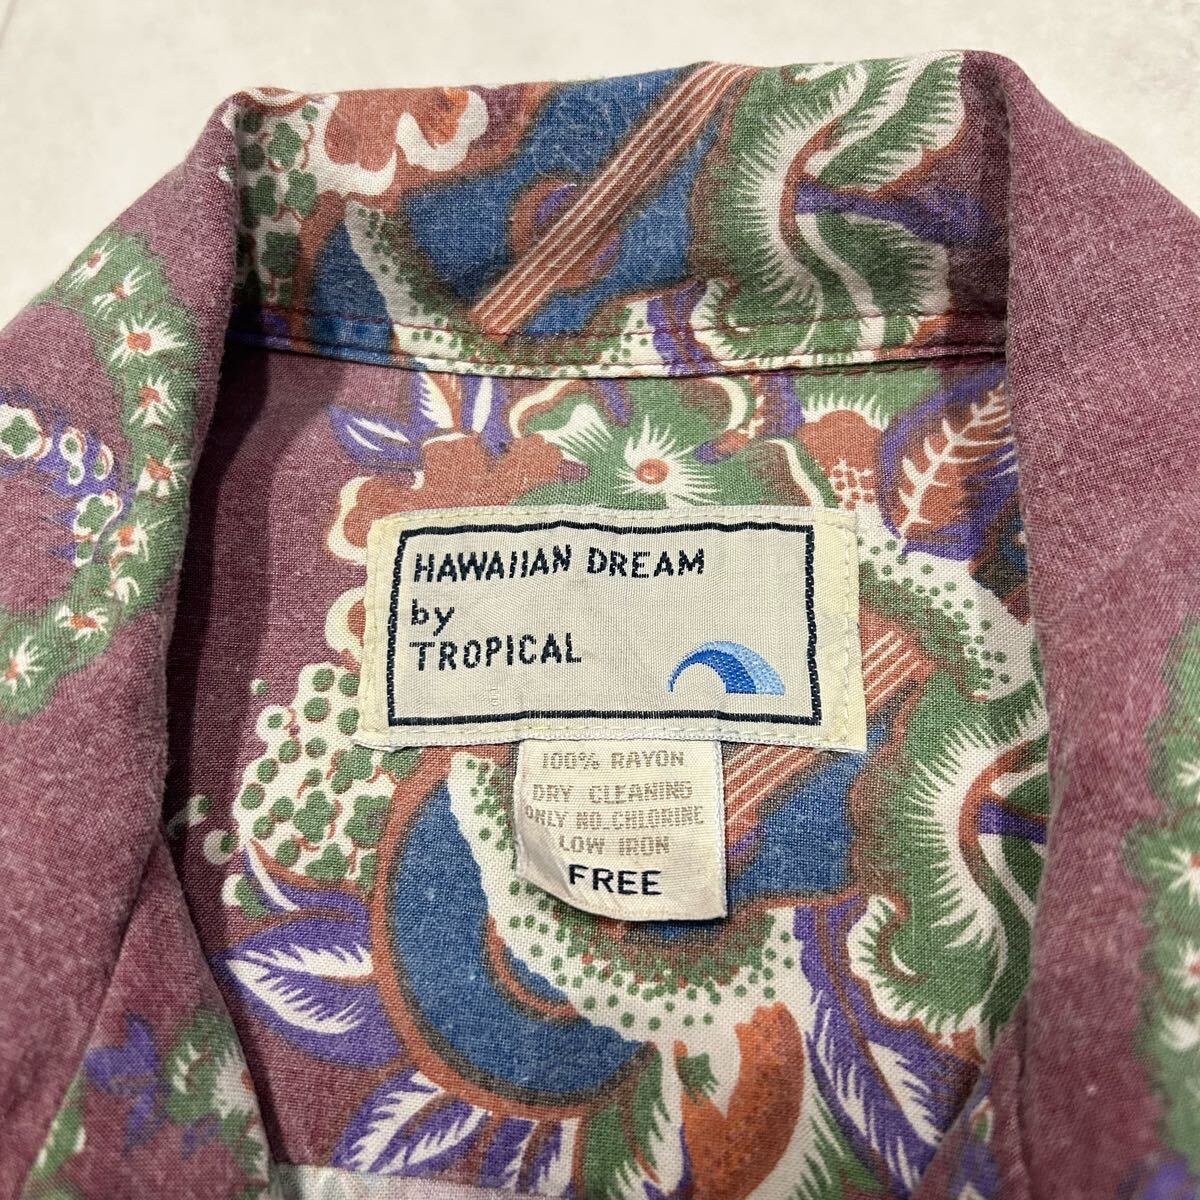 HAWAIIAN DREAM
by
TROPICAL
100% RAYON
DRY CLEANING
ONLY NO.CHLORINE
LOW IRON
FREE